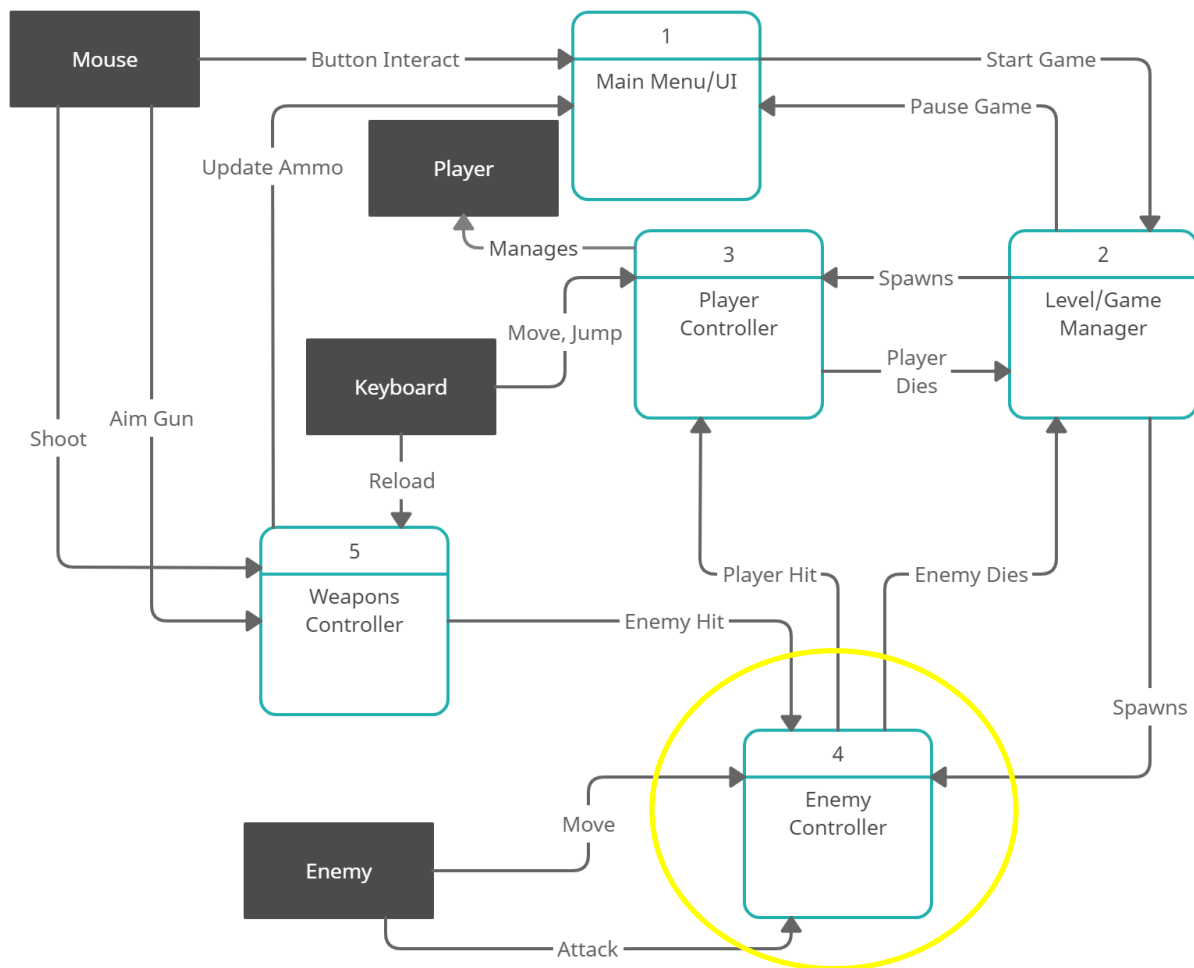 Mouse
Button Interact
1
Main Menu/UI
Start Game
Pause Game
Update Ammo
Player
Manages
3
Player
Controller
Spawns
2
Level/Game
Manager
Move, Jump
Keyboard
Player
Dies
Aim Gun
Shoot
Reload
5
Weapons
Controller
Player Hit
Enemy Dies
Enemy Hit
Spawns
4
Enemy
Controller
Move
Enemy
Attack